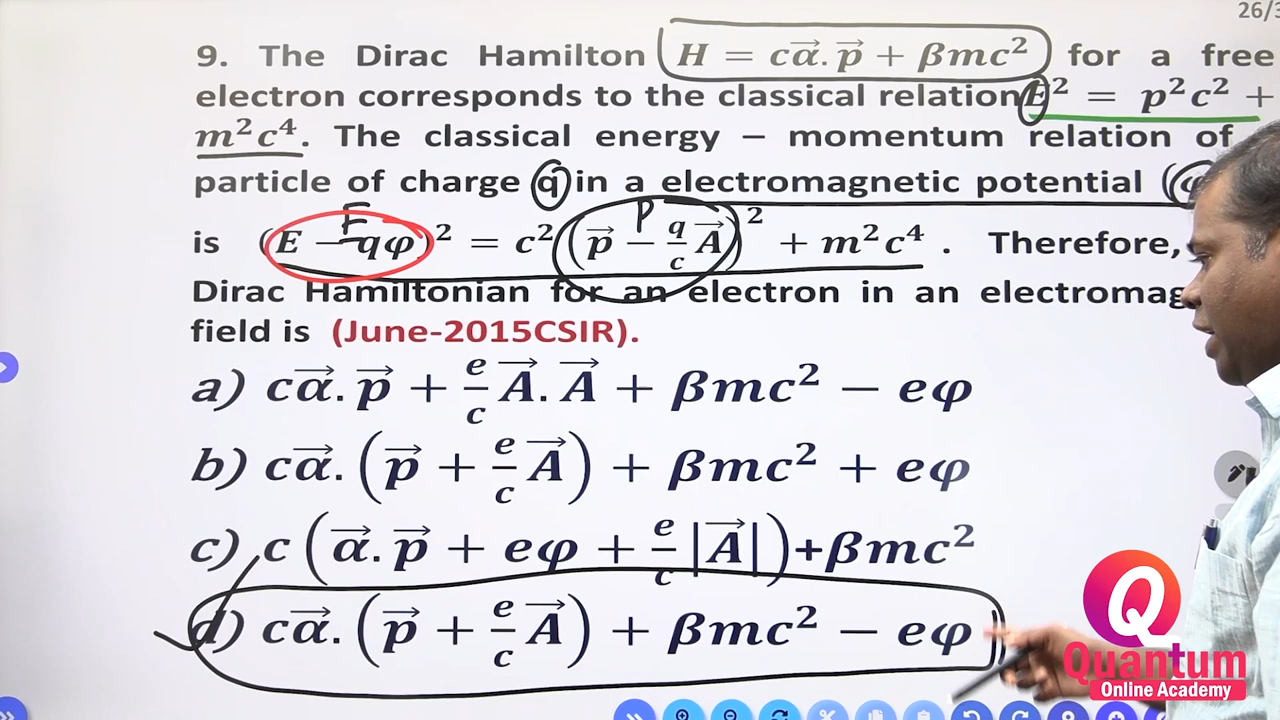 26/3
9. The Dirac Hamilton H = cα⃗.p⃗ + βmc² for a free
electron corresponds to the classical relation E² = p²c² +
m²c⁴. The classical energy – momentum relation of
particle of charge q in a electromagnetic potential (
E P
is (E − qφ)² = c²(p⃗ − q/c A⃗)² + m²c⁴ . Therefore,
Dirac Hamiltonian for an electron in an electromag
field is (June-2015CSIR).
a) cα⃗.p⃗ + e/c A⃗.A⃗ + βmc² − eφ
b) cα⃗.(p⃗ + e/c A⃗) + βmc² + eφ
c) c(α⃗.p⃗ + eφ + e/c |A⃗|)+βmc²
d) cα⃗.(p⃗ + e/c A⃗) + βmc² − eφ
Q
Quantum
Online Academy